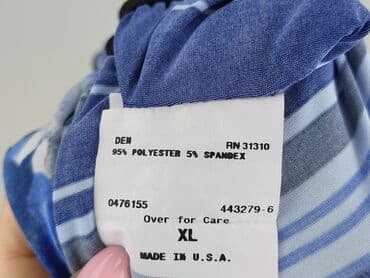 DEN RN 31310
95% POLYESTER 5% SPANDEX
0476155 443279-6
Over for Care
XL
MADE IN U.S.A.